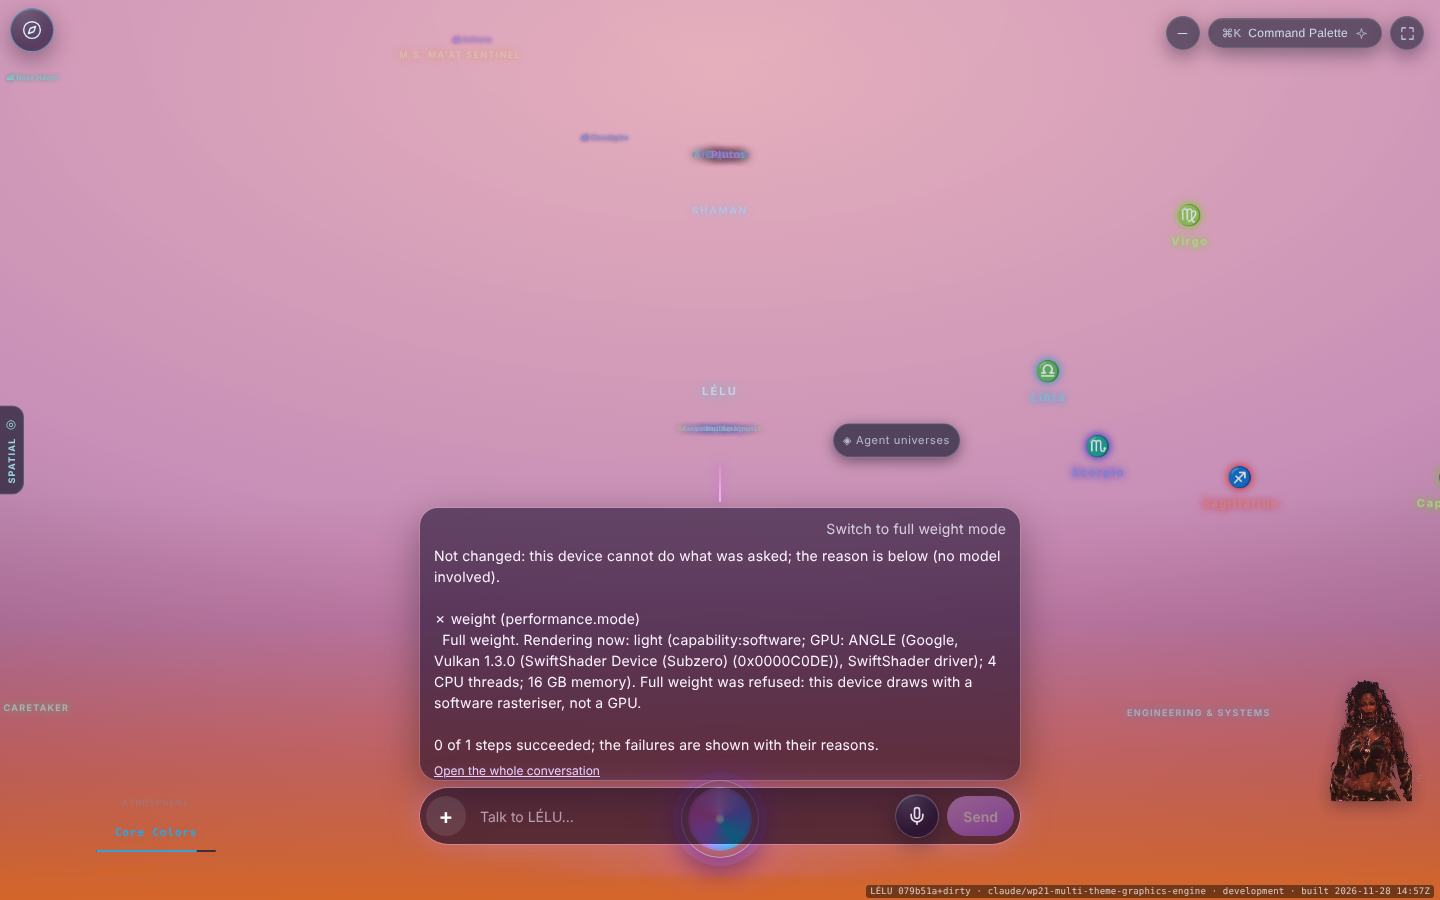 ⌘K Command Palette
M.S. MA'AT SENTINEL
Pluto
SHAMAN
Virgo
LÉLU
Libra
SPATIAL
Agent universes
Scorpio
Sagittarius
Cap
Switch to full weight mode
Not changed: this device cannot do what was asked; the reason is below (no model
involved).
× weight (performance.mode)
Full weight. Rendering now: light (capability:software; GPU: ANGLE (Google,
Vulkan 1.3.0 (SwiftShader Device (Subzero) (0x0000C0DE)), SwiftShader driver); 4
CPU threads; 16 GB memory). Full weight was refused: this device draws with a
software rasteriser, not a GPU.
0 of 1 steps succeeded; the failures are shown with their reasons.
Open the whole conversation
CARETAKER
ENGINEERING & SYSTEMS
ATMOSPHERE
Core Colors
+ Talk to LÉLU... Send
LÉLU 079b51a+dirty · claude/wp21-multi-theme-graphics-engine · development · built 2026-11-28 14:57Z